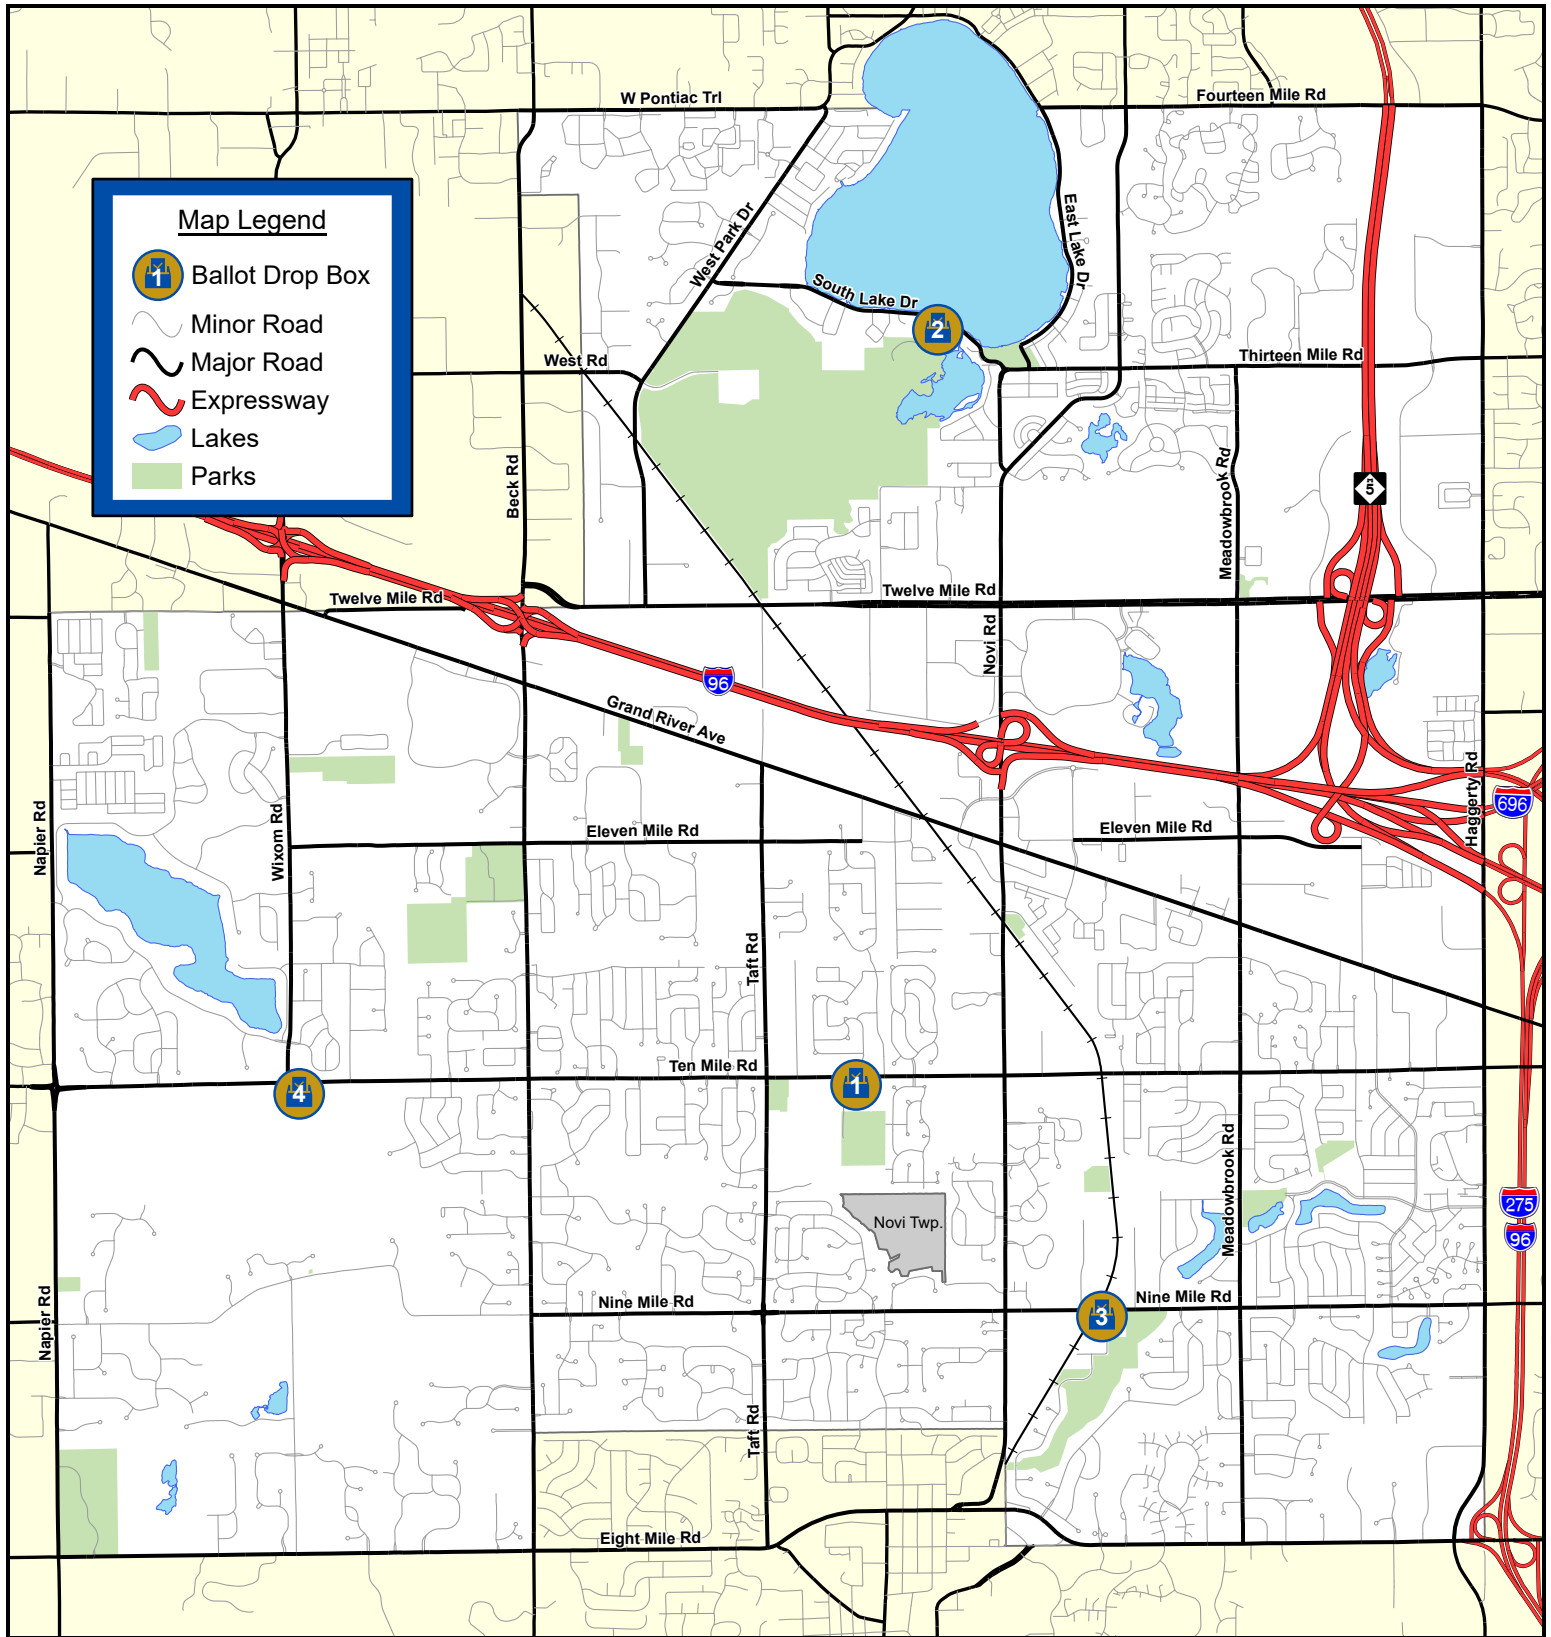 W Pontiac Trl
Fourteen Mile Rd
Map Legend
1
Ballot Drop Box
Minor Road
Major Road
Expressway
Lakes
Parks
West Park Dr
East Lake Dr
South Lake Dr
2
West Rd
Thirteen Mile Rd
Beck Rd
Meadowbrook Rd
M
5
Twelve Mile Rd
Twelve Mile Rd
Novi Rd
96
Grand River Ave
Haggerty Rd
696
Napier Rd
Wixom Rd
Eleven Mile Rd
Eleven Mile Rd
Taft Rd
Ten Mile Rd
1
4
Meadowbrook Rd
275
96
Novi Twp.
Napier Rd
Nine Mile Rd
Nine Mile Rd
3
Taft Rd
Eight Mile Rd